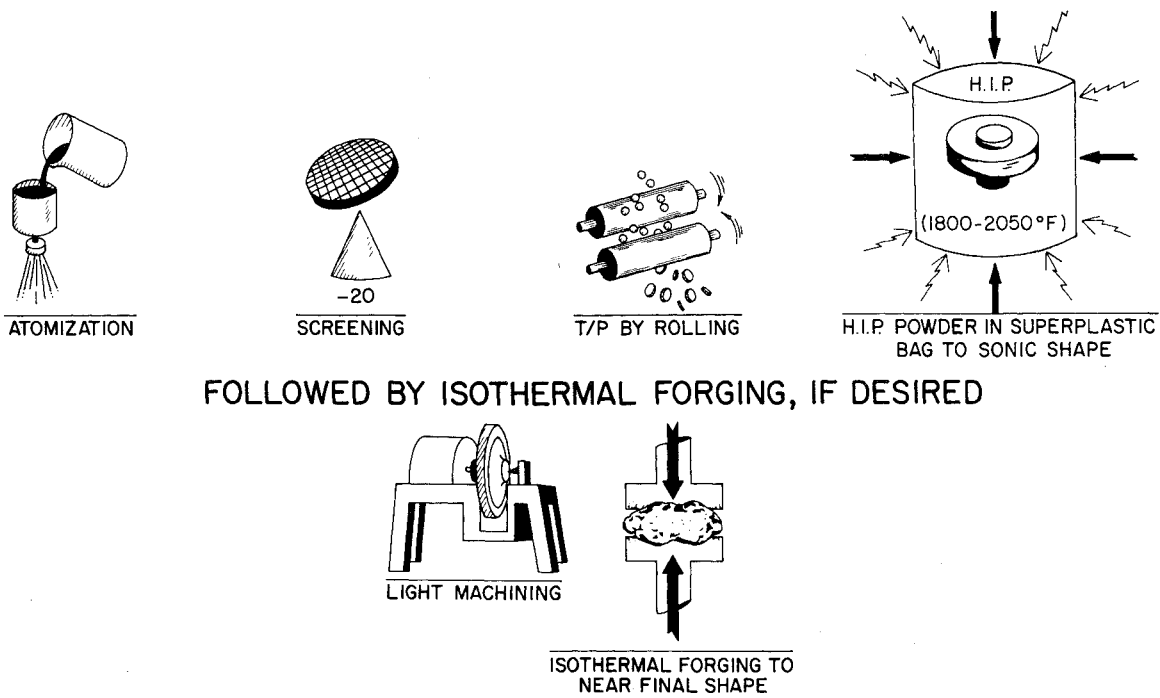 H.I.P.
(1800-2050°F)
-20
ATOMIZATION
SCREENING
T/P BY ROLLING
H.I.P. POWDER IN SUPERPLASTIC
BAG TO SONIC SHAPE
FOLLOWED BY ISOTHERMAL FORGING, IF DESIRED
LIGHT MACHINING
ISOTHERMAL FORGING TO
NEAR FINAL SHAPE